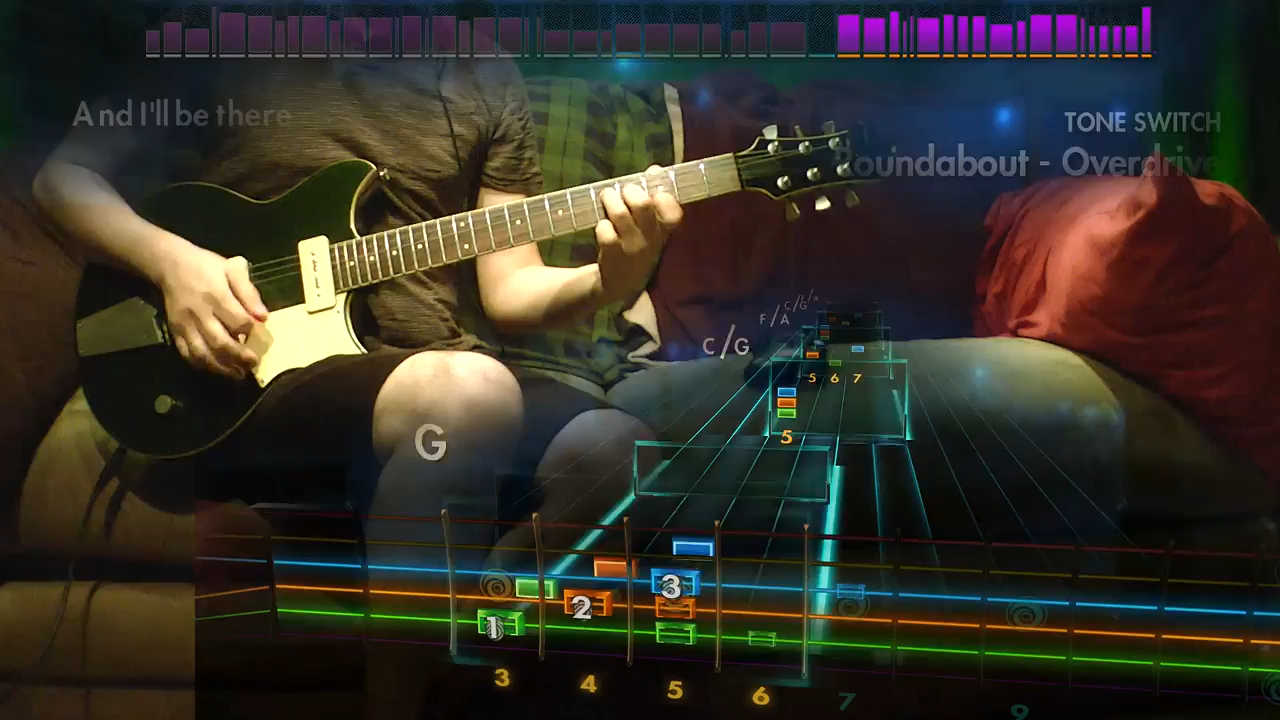 And I'll be there
TONE SWITCH
Roundabout - Overdrive
C/G
F/A
C/G
5 6 7
5
G
3
2
1
3 4 5 6 7 9